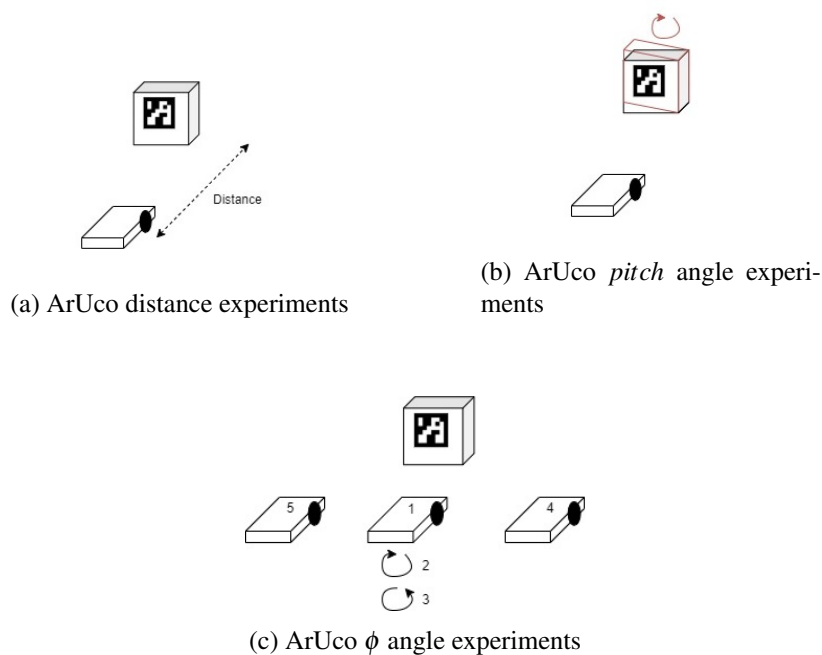 Distance
(a) ArUco distance experiments
(b) ArUco pitch angle experi-
ments
5
1
4
2
3
(c) ArUco ϕ angle experiments